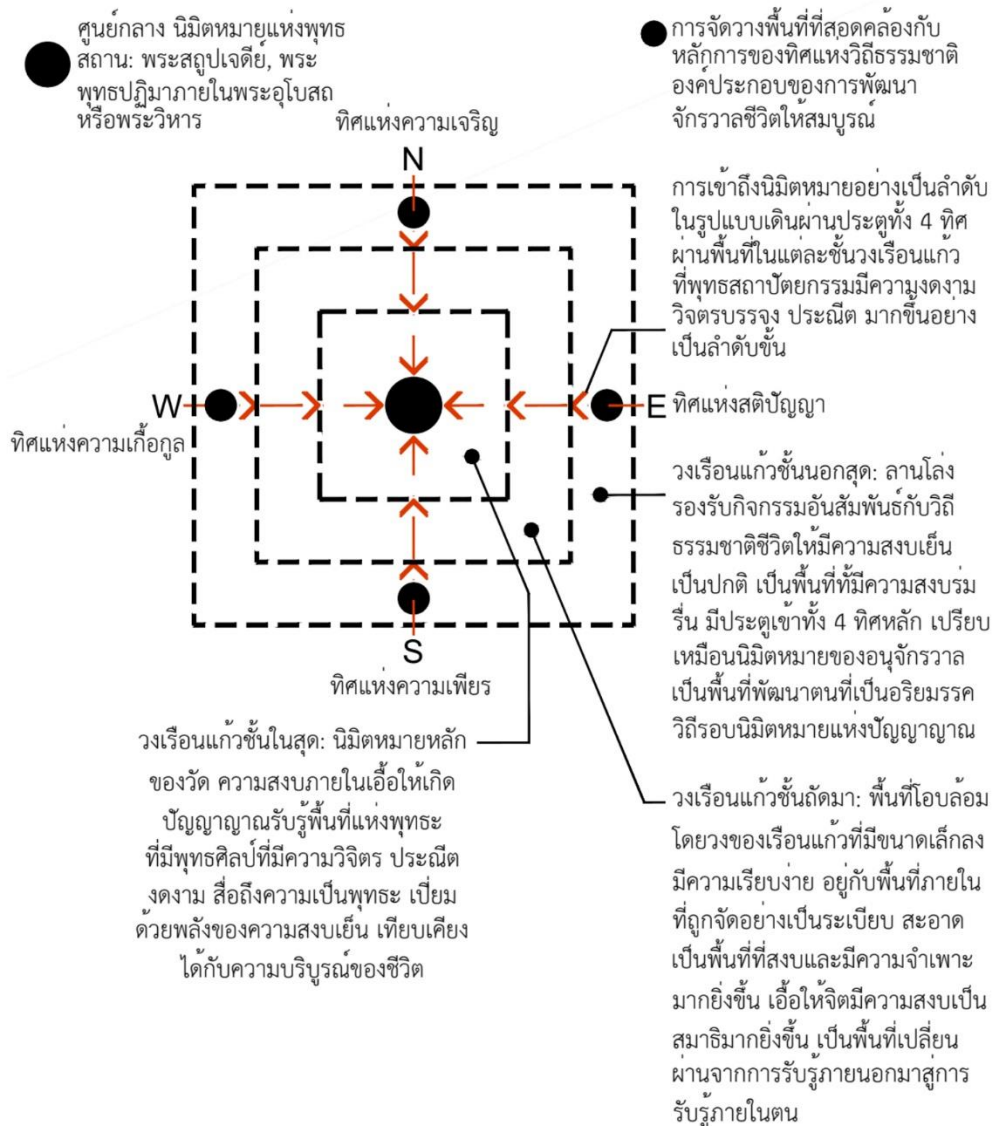 ศูนย์กลาง นิมิตหมายแห่งพุทธ
สถาน: พระสถูปเจดีย์, พระ
พุทธปฏิมาภายในพระอุโบสถ
หรือพระวิหาร
การจัดวางพื้นที่ที่สอดคล้องกับ
หลักการของทิศแห่งวิถีธรรมชาติ
องค์ประกอบของการพัฒนา
จักรวาลชีวิตให้สมบูรณ์
ทิศแห่งความเจริญ
N
การเข้าถึงนิมิตหมายอย่างเป็นลำดับ
ในรูปแบบเดินผ่านประตูทั้ง 4 ทิศ
ผ่านพื้นที่ในแต่ละชั้นวงเรือนแก้ว
ที่พุทธสถาปัตยกรรมมีความงดงาม
วิจตรบรรจง ประณีต มากขึ้นอย่าง
เป็นลำดับขั้น
W
ทิศแห่งความเกื้อกูล
E ทิศแห่งสติปัญญา
S
ทิศแห่งความเพียร
วงเรือนแก้วชั้นนอกสุด: ลานโล่ง
รองรับกิจกรรมอันสัมพันธ์กับวิถี
ธรรมชาติชีวิตให้มีความสงบเย็น
เป็นปกติ เป็นพื้นที่ทั้มีความสงบร่ม
รื่น มีประตูเข้าทั้ง 4 ทิศหลัก เปรียบ
เหมือนนิมิตหมายของอนุจักรวาล
เป็นพื้นที่พัฒนาตนที่เป็นอริยมรรค
วิถีรอบนิมิตหมายแห่งปัญญาญาณ
วงเรือนแก้วชั้นในสุด: นิมิตหมายหลัก
ของวัด ความสงบภายในเอื้อให้เกิด
ปัญญาญาณรับรู้พื้นที่แห่งพุทธะ
ที่มีพุทธศิลป์ที่มีความวิจิตร ประณีต
งดงาม สื่อถึงความเป็นพุทธะ เปี่ยม
ด้วยพลังของความสงบเย็น เทียบเคียง
ได้กับความบริบูรณ์ของชีวิต
วงเรือนแก้วชั้นถัดมา: พื้นที่โอบล้อม
โดยวงของเรือนแก้วที่มีขนาดเล็กลง
มีความเรียบง่าย อยู่กับพื้นที่ภายใน
ที่ถูกจัดอย่างเป็นระเบียบ สะอาด
เป็นพื้นที่ที่สงบและมีความจำเพาะ
มากยิ่งขึ้น เอื้อให้จิตมีความสงบเป็น
สมาธิมากยิ่งขึ้น เป็นพื้นที่เปลี่ยน
ผ่านจากการรับรู้ภายนอกมาสู่การ
รับรู้ภายในตน